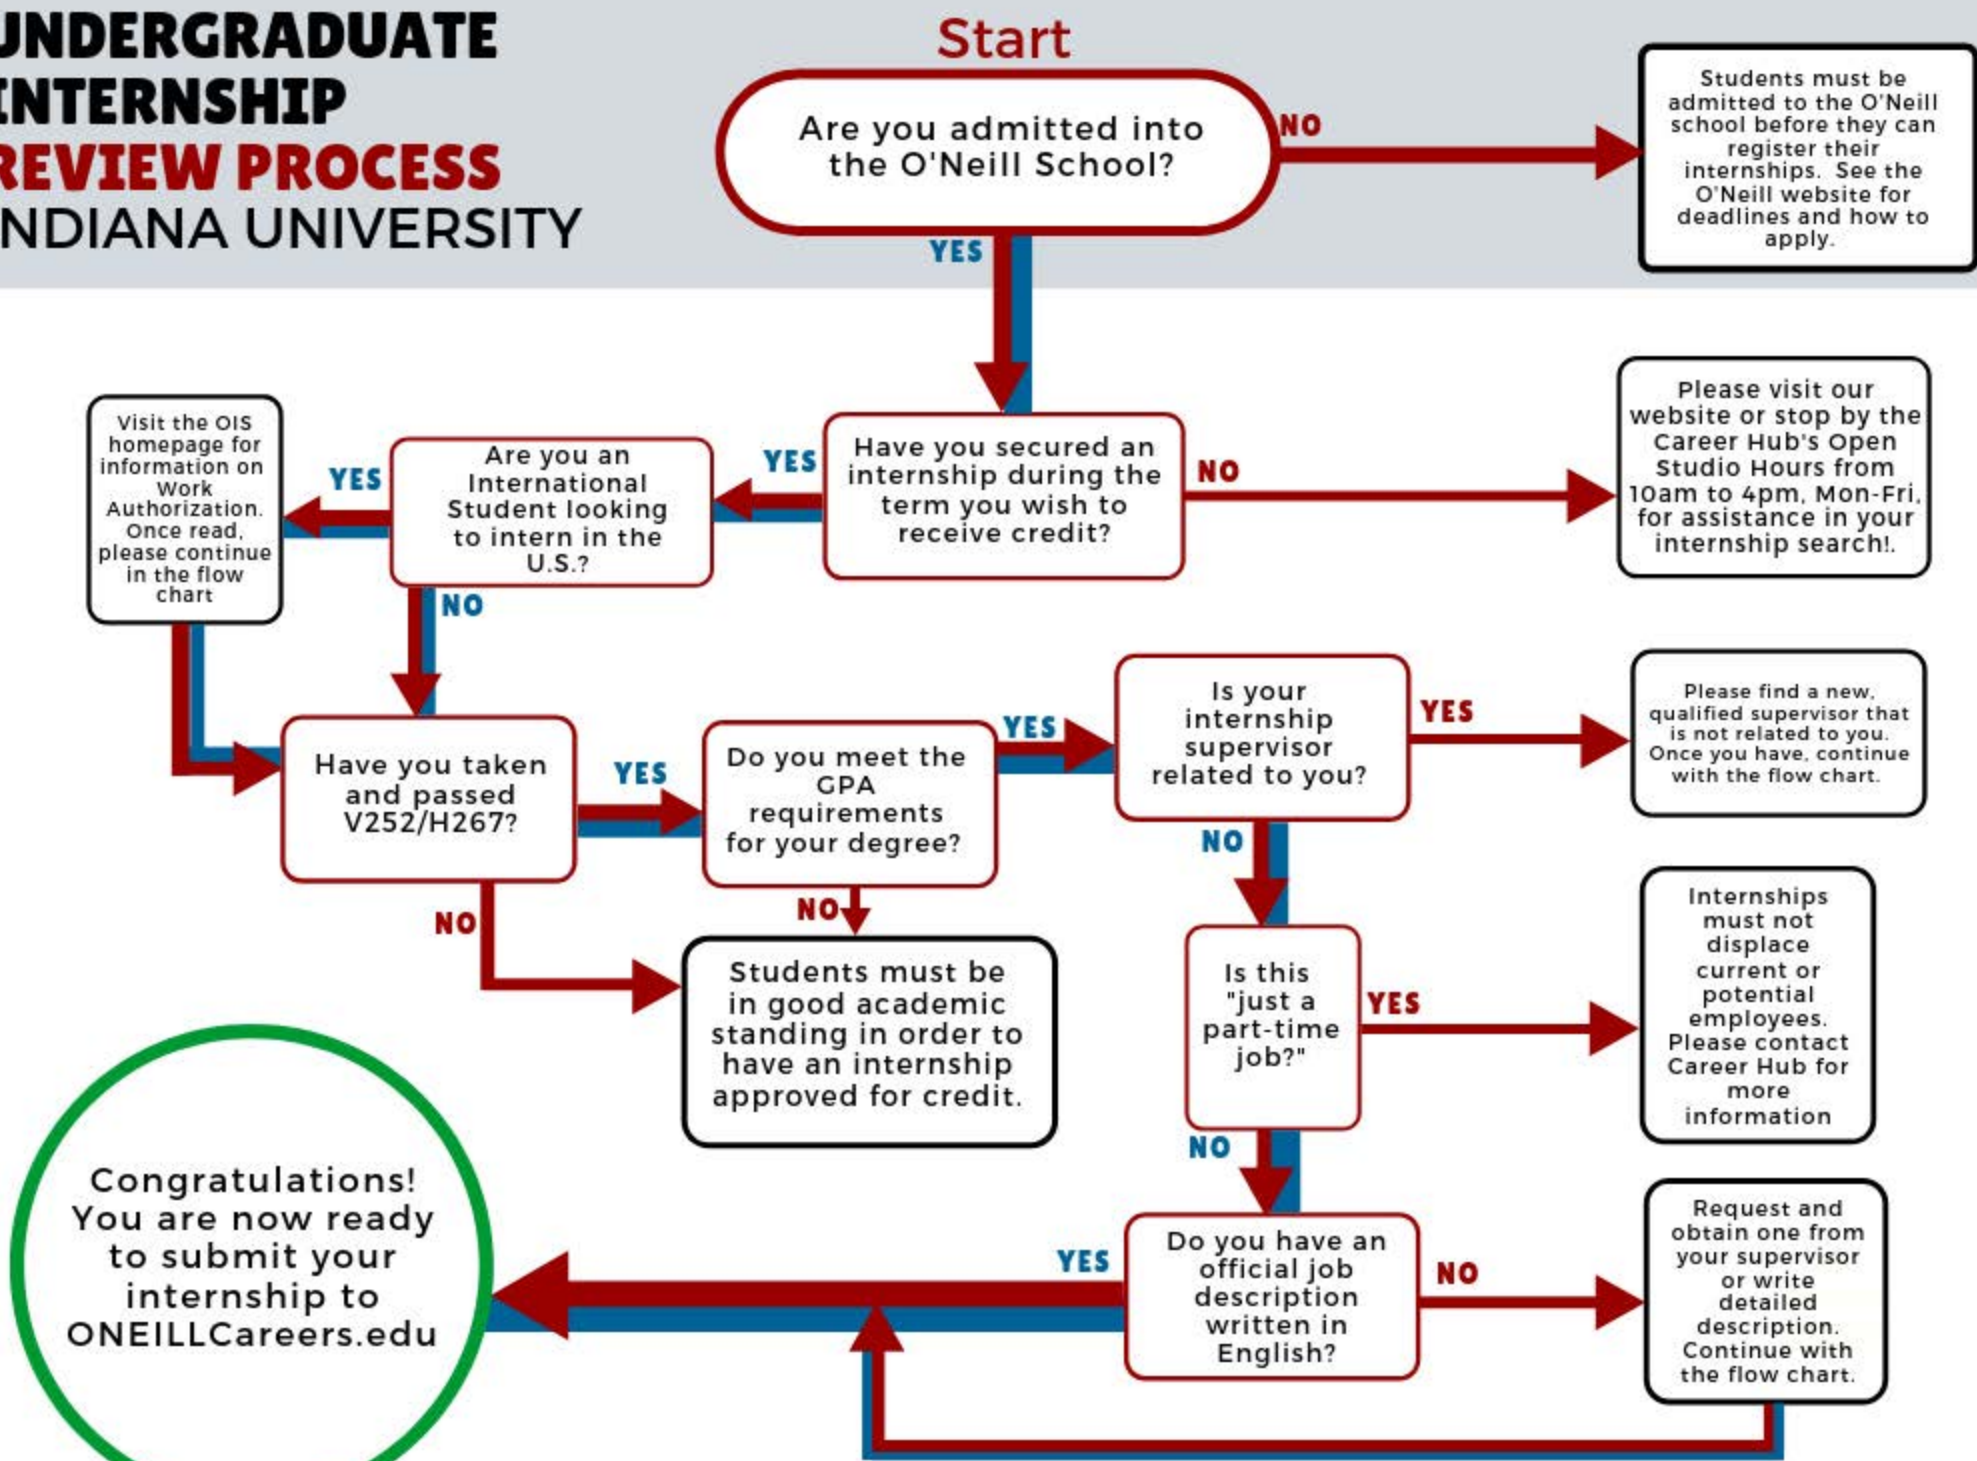 UNDERGRADUATE
INTERNSHIP
REVIEW PROCESS
INDIANA UNIVERSITY
Start
Are you admitted into
the O'Neill School?
NO
Students must be
admitted to the O'Neill
school before they can
register their
internships. See the
O'Neill website for
deadlines and how to
apply.
YES
Have you secured an
internship during the
term you wish to
receive credit?
NO
Please visit our
website or stop by the
Career Hub's Open
Studio Hours from
10am to 4pm, Mon-Fri,
for assistance in your
internship search!.
YES
Are you an
International
Student looking
to intern in the
U.S.?
YES
Visit the OIS
homepage for
information on
Work
Authorization.
Once read,
please continue
in the flow
chart
NO
Have you taken
and passed
V252/H267?
YES
Do you meet the
GPA
requirements
for your degree?
YES
Is your
internship
supervisor
related to you?
YES
Please find a new,
qualified supervisor that
is not related to you.
Once you have, continue
with the flow chart.
NO
NO
Students must be
in good academic
standing in order to
have an internship
approved for credit.
NO
Is this
"just a
part-time
job?"
YES
Internships
must not
displace
current or
potential
employees.
Please contact
Career Hub for
more
information
NO
Do you have an
official job
description
written in
English?
NO
Request and
obtain one from
your supervisor
or write
detailed
description.
Continue with
the flow chart.
YES
Congratulations!
You are now ready
to submit your
internship to
ONEILLCareers.edu